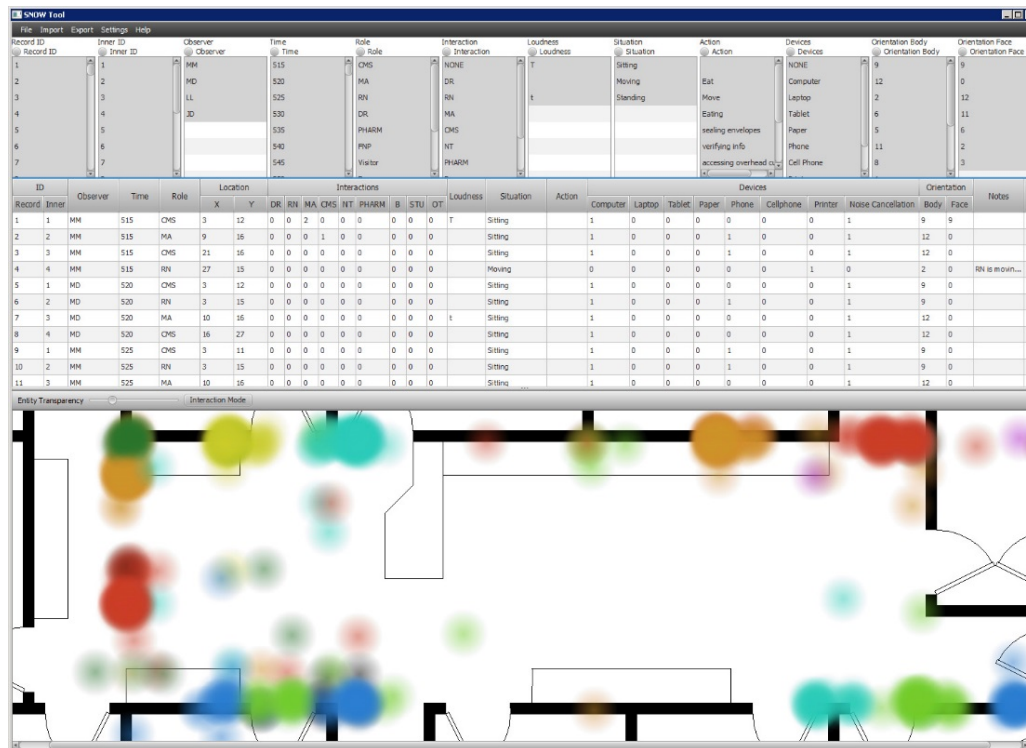 SNOW Tool
File Import Export Settings Help
Record ID Inner ID Observer Time Role Interaction Loudness Situation Action Devices Orientation Body Orientation Face
Record ID Inner ID Observer Time Role Interaction Loudness Situation Action Devices Orientation Body Orientation Face
1 1 MM 515 CMS NONE T Sitting NONE 9 9
2 2 MD 520 MA DR Moving Eat Computer 12 0
3 3 LL 525 RN RN t Standing Move Laptop 2 12
4 4 JD 530 DR MA Eating Tablet 6 11
5 5 535 PHARM CMS sealing envelopes Paper 5 6
6 6 540 PNP NT verifying info Phone 11 2
7 7 545 Visitor PHARM accessing overhead Cell Phone 8 3
ID Observer Time Role Location Interactions Loudness Situation Action Devices Orientation Notes
Record Inner X Y DR RN MA CMS NT PHARM B STU OT Computer Laptop Tablet Paper Phone Cellphone Printer Noise Cancellation Body Face
1 1 MM 515 CMS 3 12 0 0 2 0 0 0 0 0 0 T Sitting 1 0 0 0 0 0 0 1 9 9
2 2 MM 515 MA 9 16 0 0 0 1 0 0 0 0 0 Sitting 1 0 0 0 1 0 0 1 12 0
3 3 MM 515 CMS 21 16 0 0 0 0 0 0 0 0 0 Sitting 1 0 0 0 1 0 0 1 12 0
4 4 MM 515 RN 27 15 0 0 0 0 0 0 0 0 0 Moving 0 0 0 0 0 0 1 0 2 0 RN is movin...
5 1 MD 520 CMS 3 12 0 0 0 0 0 0 0 0 0 Sitting 1 0 0 0 0 0 0 1 12 0
6 2 MD 520 RN 3 15 0 0 0 0 0 0 0 0 0 Sitting 1 0 0 0 1 0 0 1 9 0
7 3 MD 520 MA 10 16 0 0 0 0 0 0 0 0 0 t Sitting 1 0 0 0 0 0 0 1 12 0
8 4 MD 520 CMS 16 27 0 0 0 0 0 0 0 0 0 Sitting 1 0 0 0 0 0 0 1 12 0
9 1 MM 525 CMS 3 11 0 0 0 0 0 0 0 0 0 Sitting 1 0 0 0 1 0 0 1 9 0
10 2 MM 525 RN 3 15 0 0 0 0 0 0 0 0 0 Sitting 1 0 0 0 1 0 0 1 9 0
11 3 MM 525 MA 10 16 0 0 0 0 0 0 0 0 0 Sitting 1 0 0 0 0 0 0 1 12 0
Entity Transparency Interaction Mode